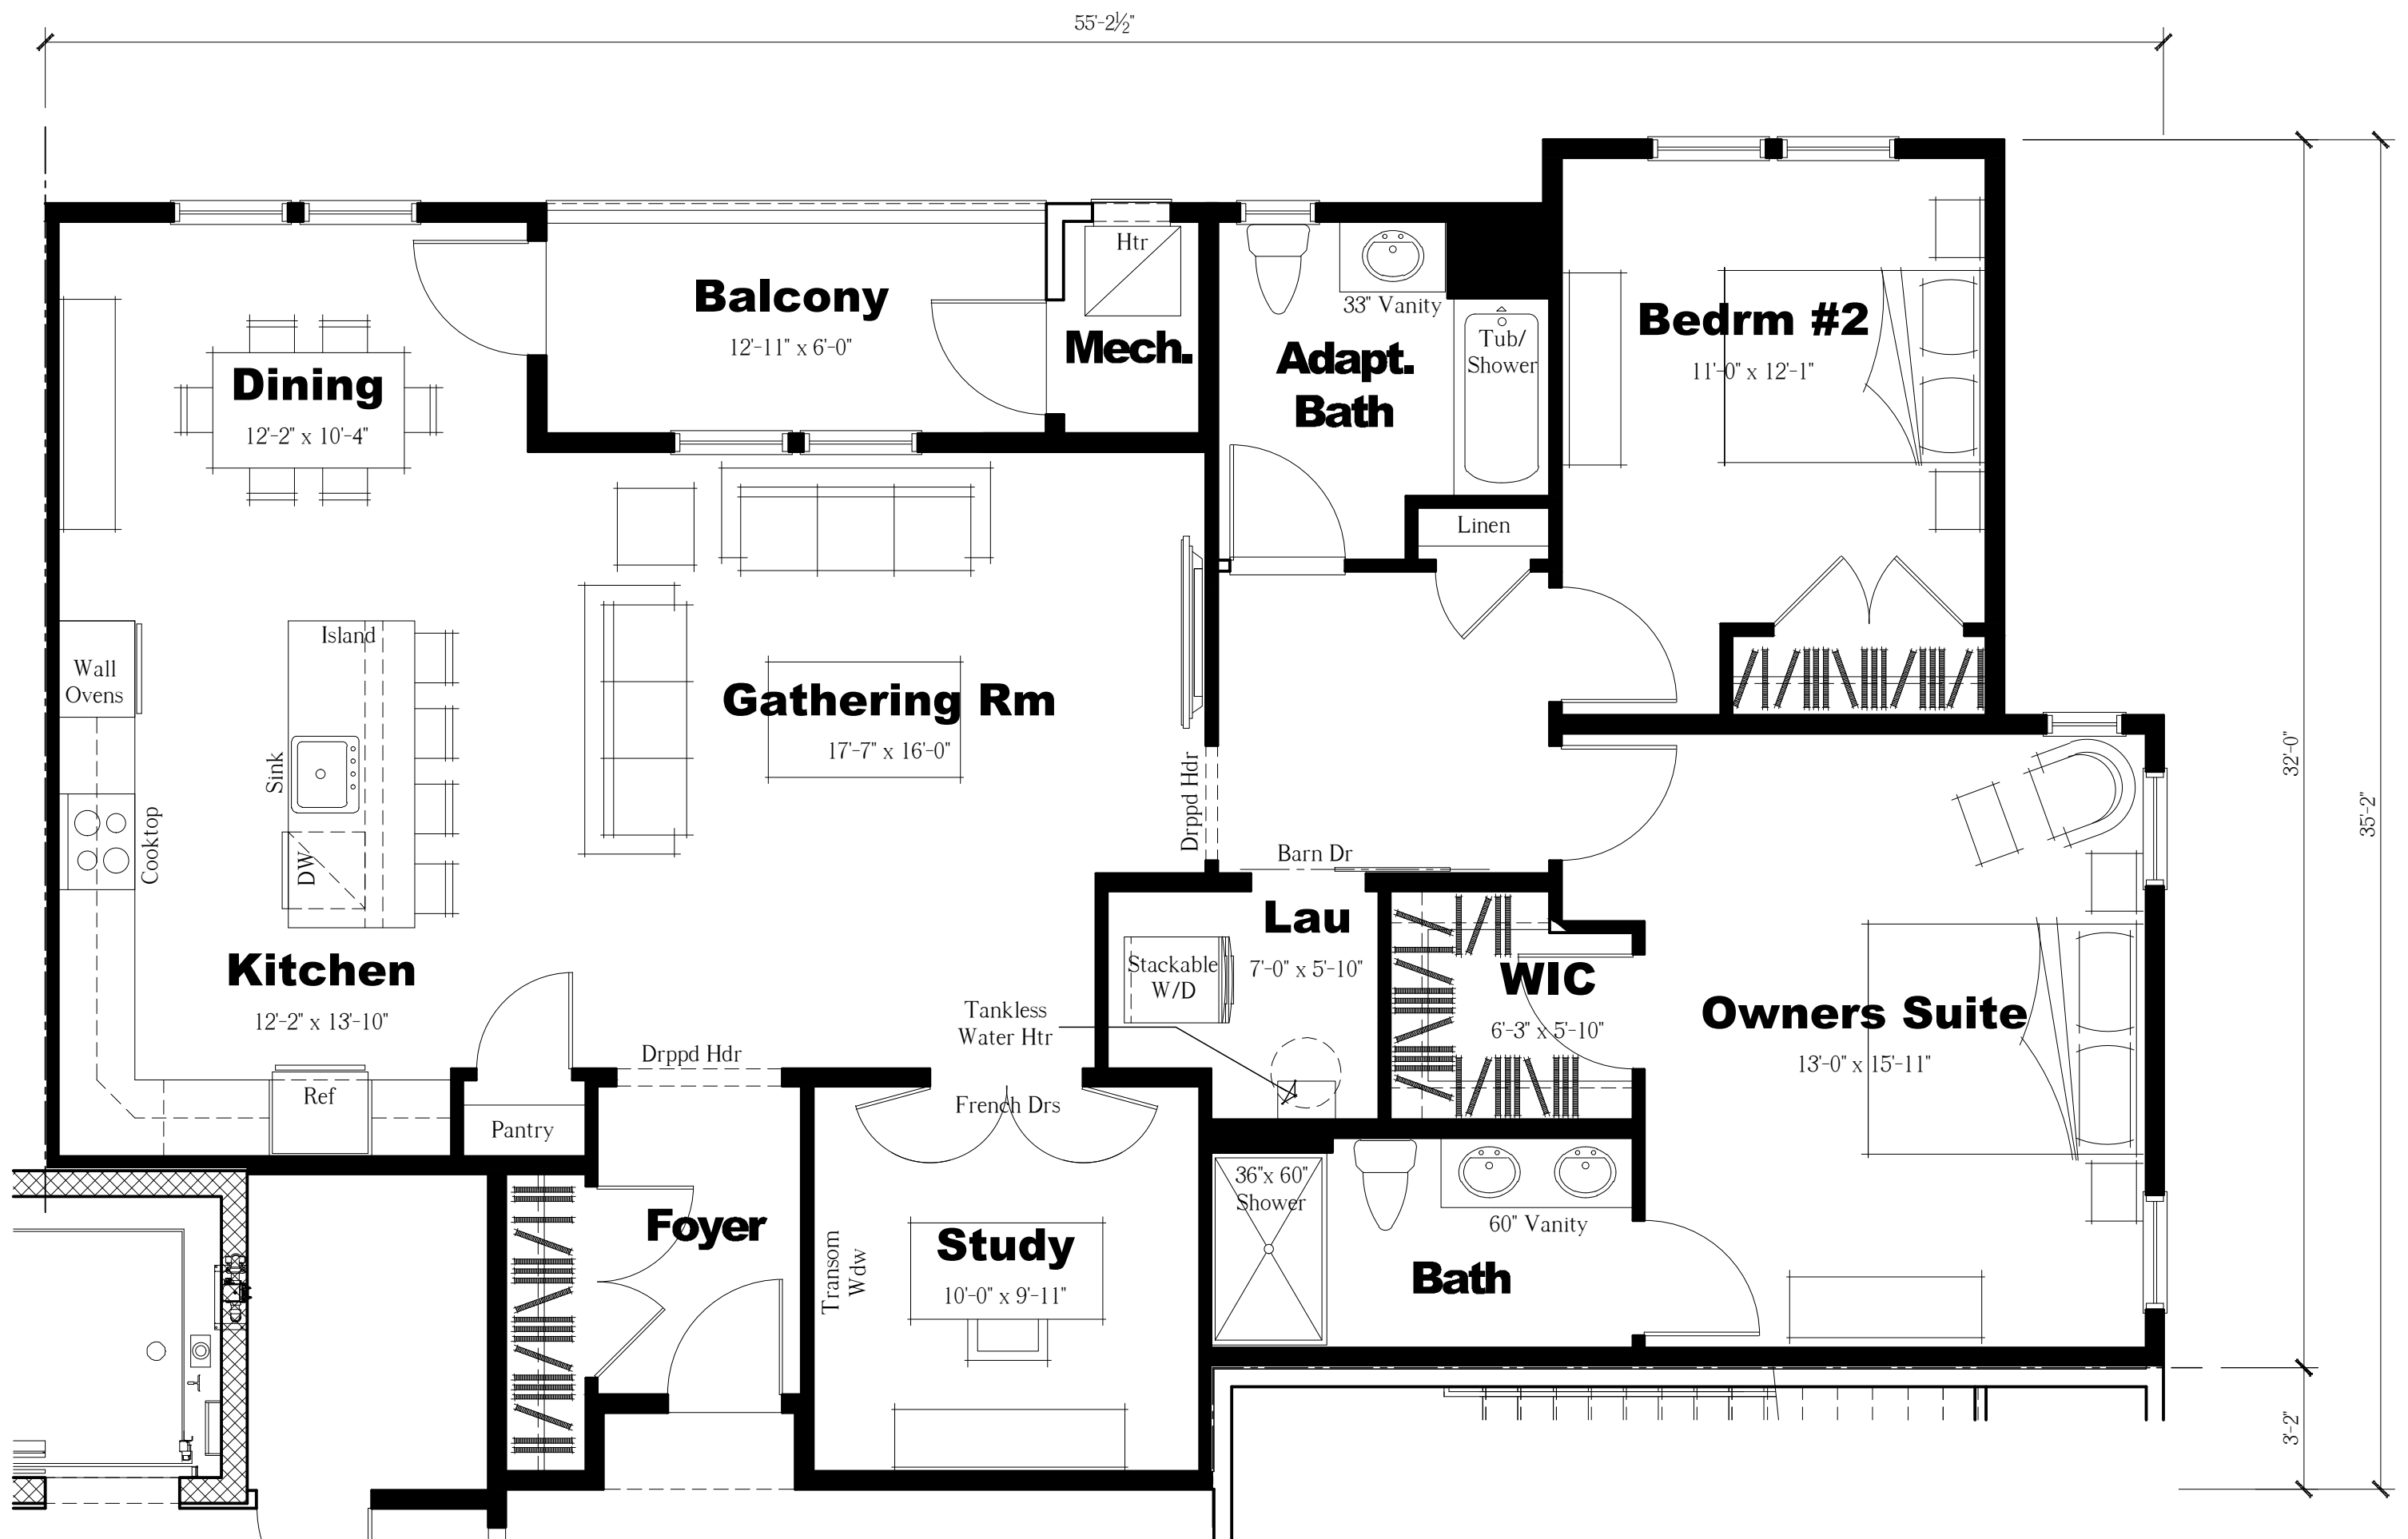 55'-2½"
Htr
Balcony
12'-11" x 6'-0"
Mech.
33" Vanity
Tub/
Shower
Adapt.
Bath
Bedrm #2
11'-0" x 12'-1"
Dining
12'-2" x 10'-4"
Linen
Island
Wall
Ovens
Gathering Rm
17'-7" x 16'-0"
Sink
Drppd Hdr
32'-0"
35'-2"
Cooktop
DW
Barn Dr
Lau
7'-0" x 5'-10"
Stackable
W/D
Kitchen
12'-2" x 13'-10"
WIC
6'-3" x 5'-10"
Owners Suite
13'-0" x 15'-11"
Tankless
Water Htr
Drppd Hdr
Ref
French Drs
Pantry
36"x 60"
Shower
60" Vanity
Foyer
Transom
Wdw
Study
10'-0" x 9'-11"
Bath
3'-2"